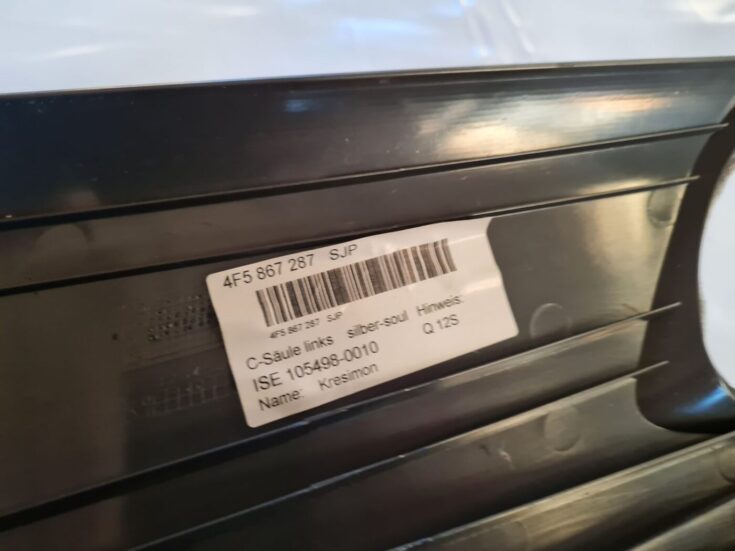 4F5 867 287 SJP
4F5 867 287 SJP
C-Säule links silber-soul Hinweis:
ISE 105498-0010 Q 12S
Name: Kresimon